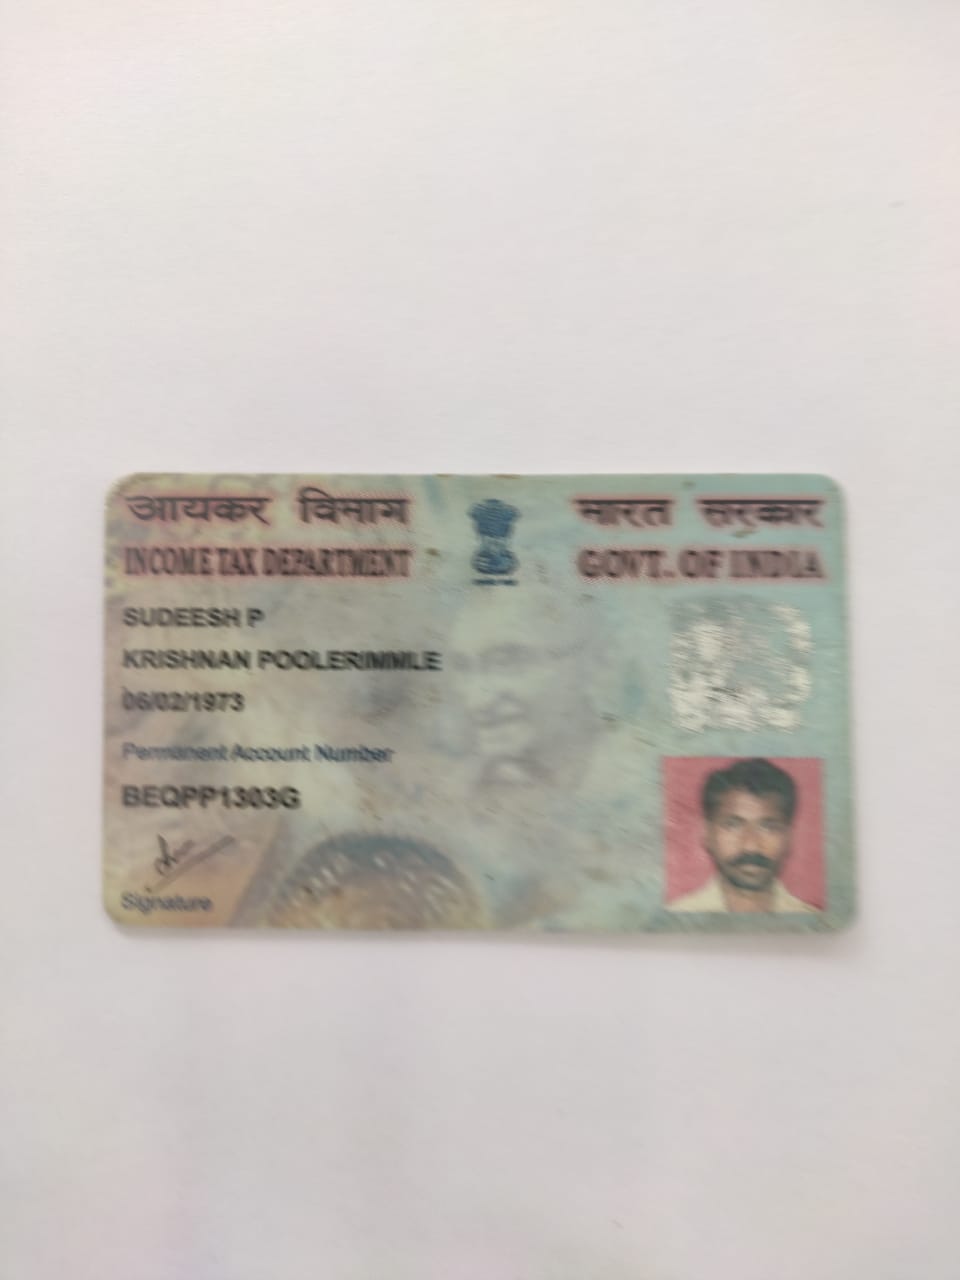 आयकर विभाग
भारत सरकार
INCOME TAX DEPARTMENT
GOVT. OF INDIA
SUDEESH P
KRISHNAN POOLERIMMLE
06/02/1973
Permanent Account Number
BEQPP1303G
Signature